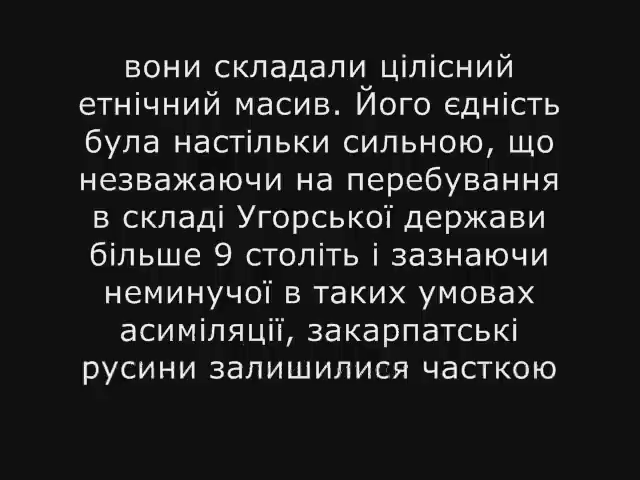 вони складали цілісний
етнічний масив. Його єдність
була настільки сильною, що
незважаючи на перебування
в складі Угорської держави
більше 9 століть і зазнаючи
неминучої в таких умовах
асиміляції, закарпатські
русини залишилися часткою